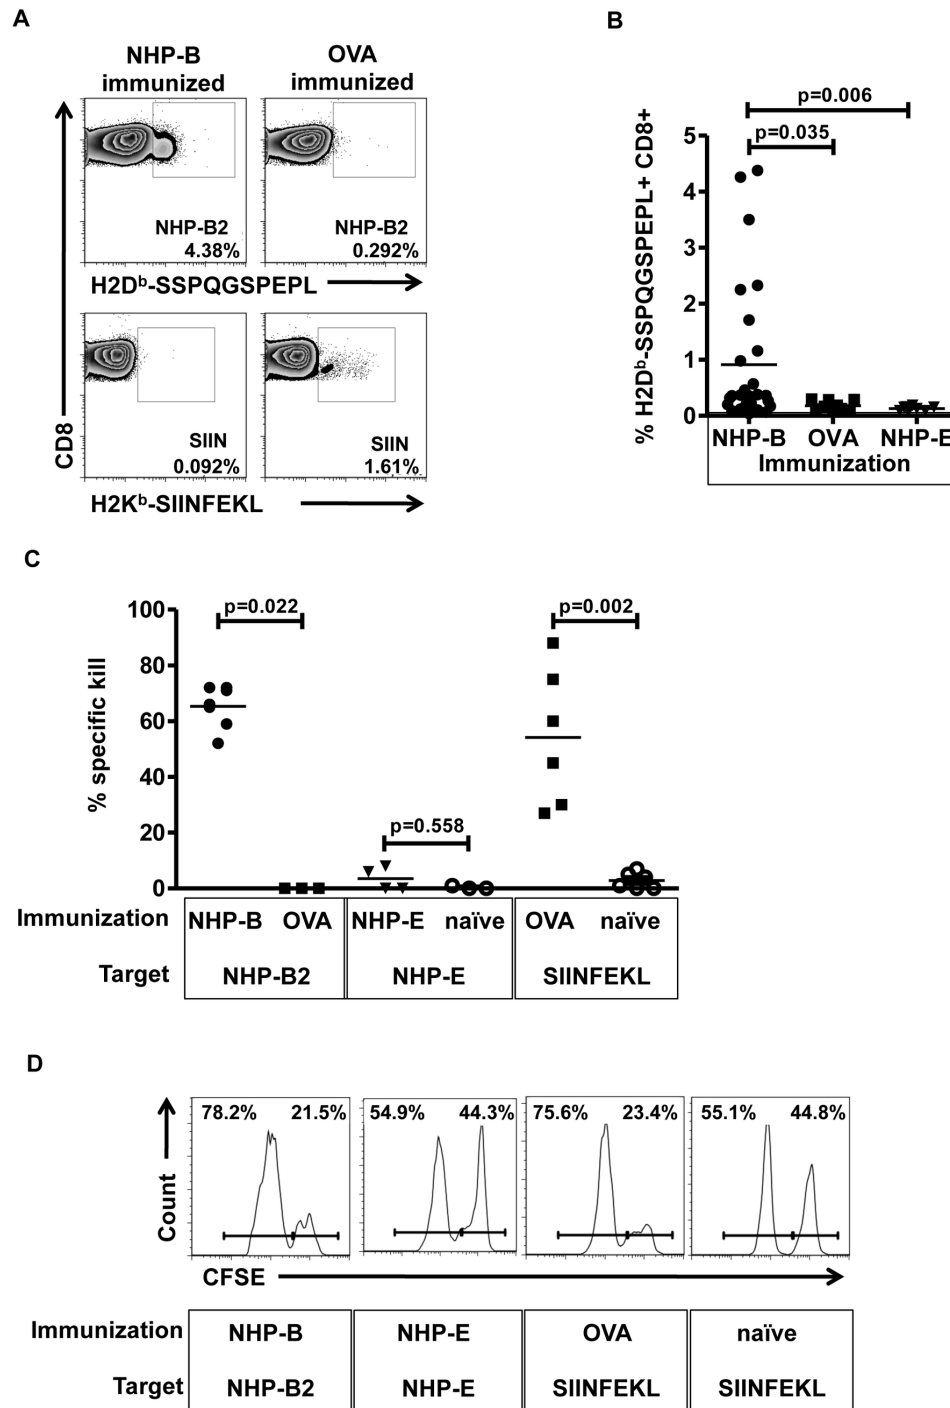 A
NHP-B immunized
OVA immunized
NHP-B2
4.38%
NHP-B2
0.292%
H2Dᵇ-SSPQGSPEPL
SIIN
0.092%
SIIN
1.61%
CD8
H2Kᵇ-SIINFEKL
B
p=0.006
p=0.035
% H2Dᵇ-SSPQGSPEPL+ CD8+
5
4
3
2
1
0
NHP-B OVA NHP-E
Immunization
C
p=0.022
p=0.002
p=0.558
% specific kill
100
80
60
40
20
0
Immunization NHP-B OVA NHP-E naïve OVA naïve
Target NHP-B2 NHP-E SIINFEKL
D
78.2% 21.5% 54.9% 44.3% 75.6% 23.4% 55.1% 44.8%
Count
CFSE
Immunization NHP-B NHP-E OVA naïve
Target NHP-B2 NHP-E SIINFEKL SIINFEKL